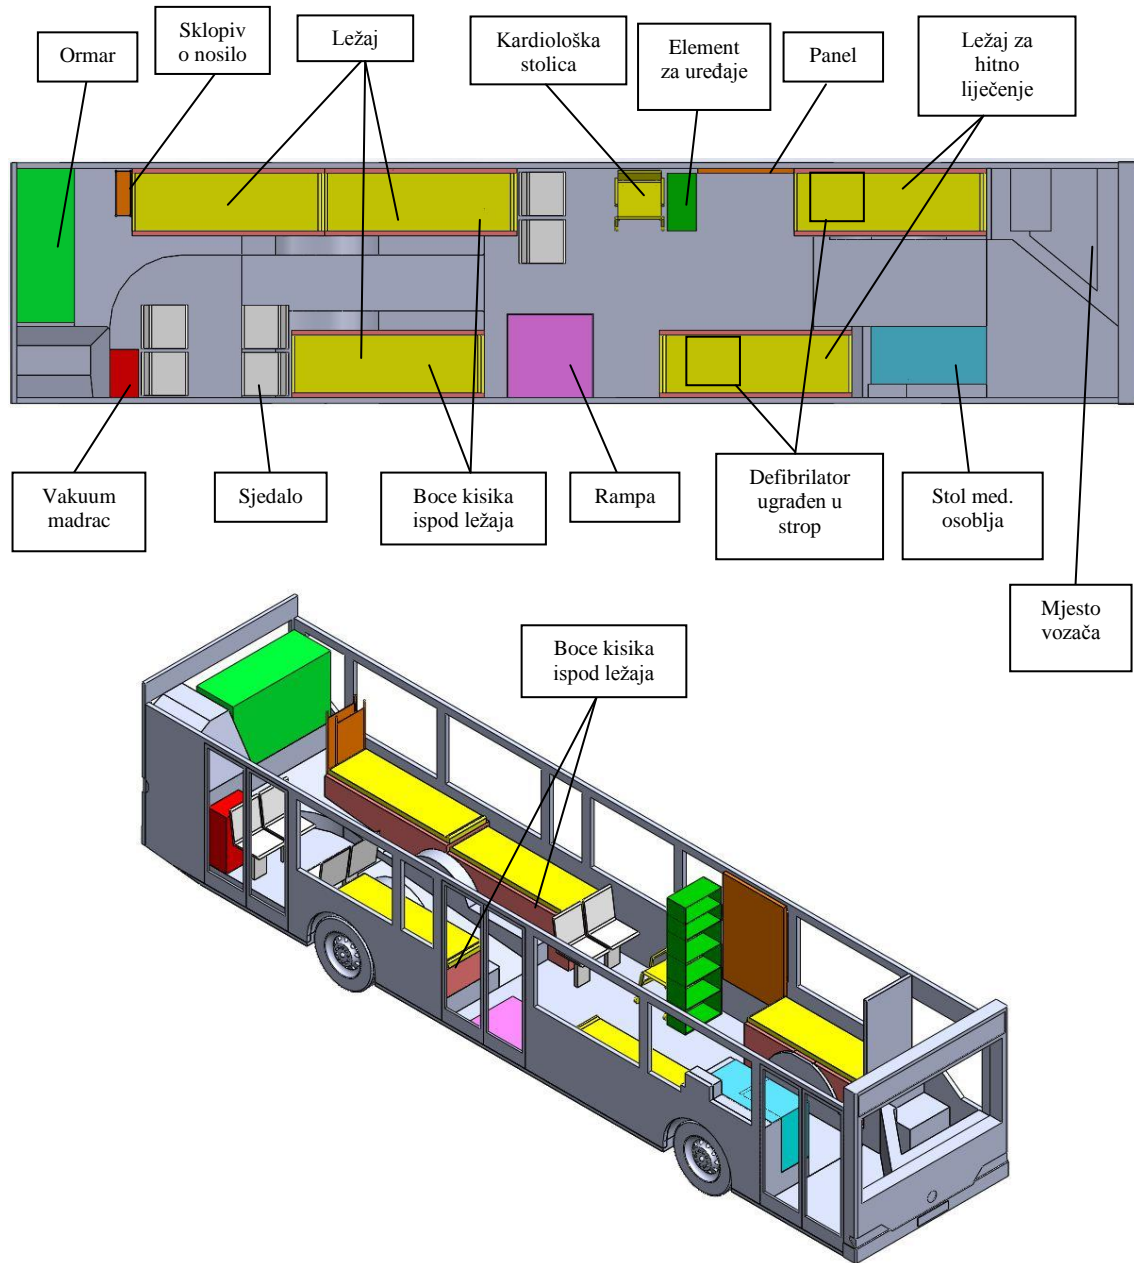 Ormar
Sklopiv
o nosilo
Ležaj
Kardiološka
stolica
Element
za uređaje
Panel
Ležaj za
hitno
liječenje
Vakuum
madrac
Sjedalo
Boce kisika
ispod ležaja
Rampa
Defibrilator
ugrađen u
strop
Stol med.
osoblja
Mjesto
vozača
Boce kisika
ispod ležaja